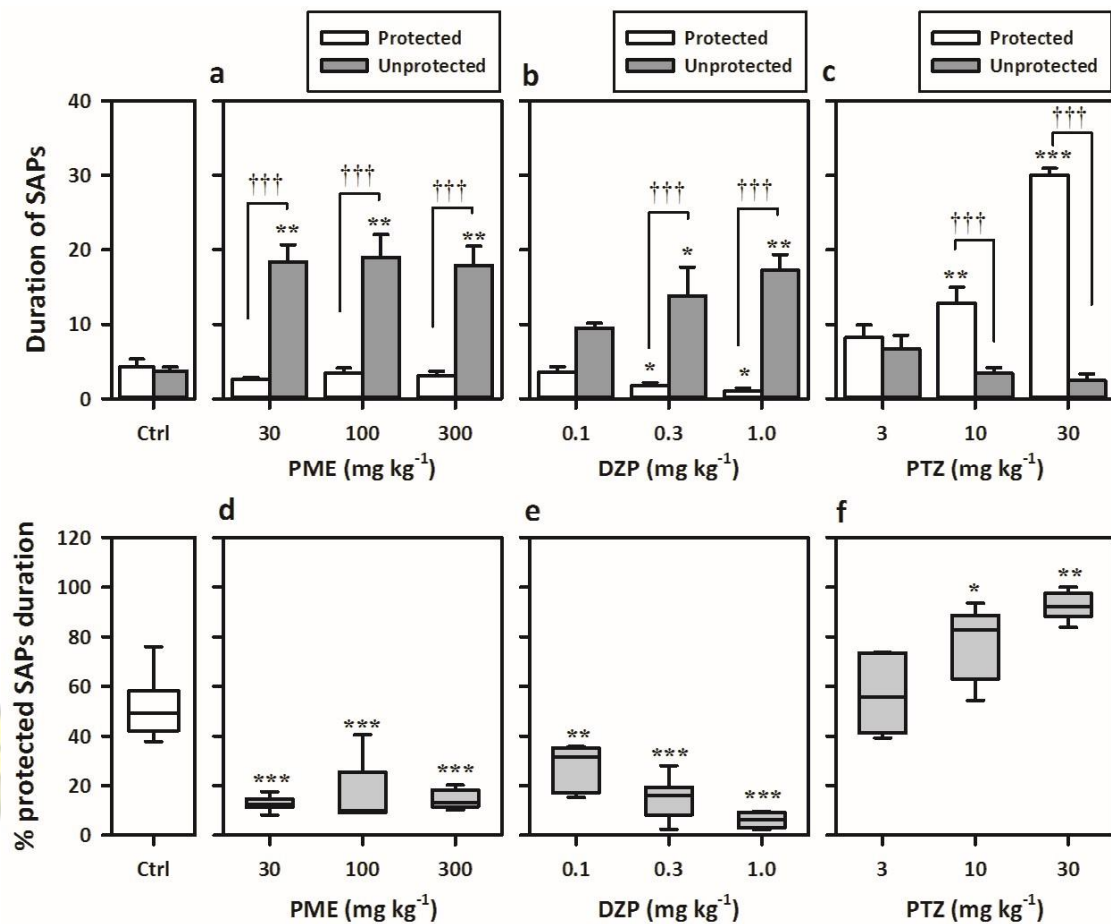 Protected
Unprotected
Protected
Unprotected
Protected
Unprotected
a
b
c
Duration of SAPs
40
30
20
10
0
†††
**
†††
**
†††
**
†††
*
*
†††
*
**
†††
**
†††
***
Ctrl
30
100
300
PME (mg kg⁻¹)
0.1
0.3
1.0
DZP (mg kg⁻¹)
3
10
30
PTZ (mg kg⁻¹)
d
e
f
% protected SAPs duration
120
100
80
60
40
20
0
***
***
***
**
***
***
*
**
Ctrl
30
100
300
PME (mg kg⁻¹)
0.1
0.3
1.0
DZP (mg kg⁻¹)
3
10
30
PTZ (mg kg⁻¹)